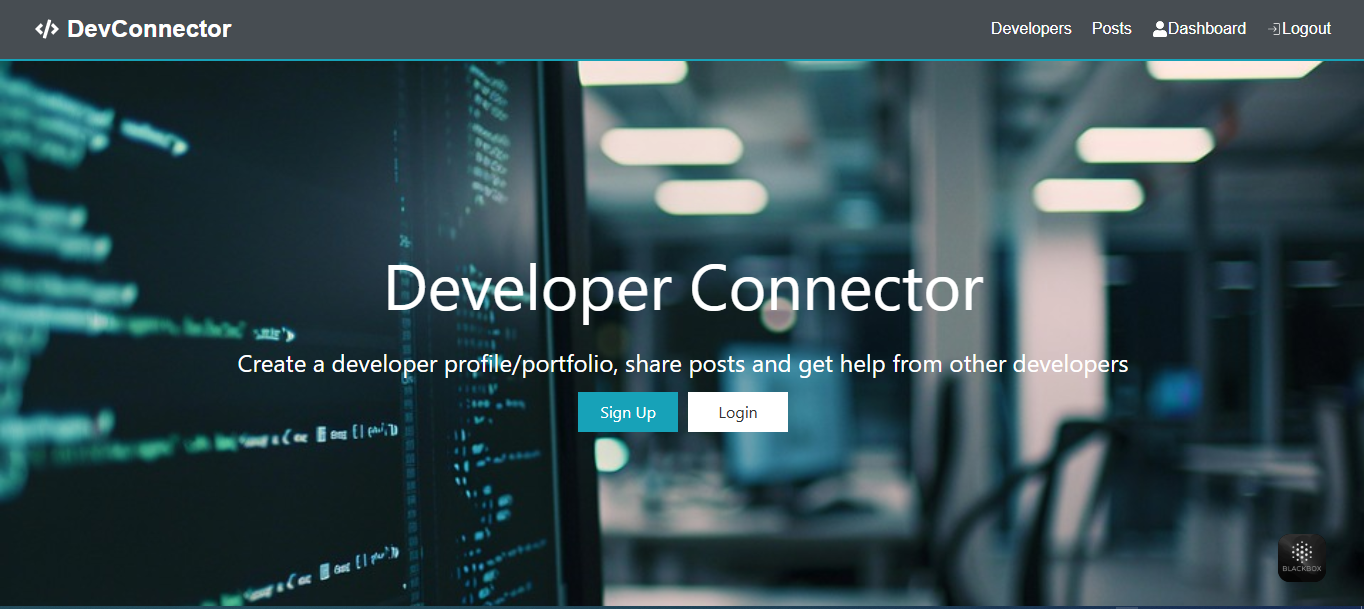 DevConnector
Developers Posts Dashboard Logout
Developer Connector
Create a developer profile/portfolio, share posts and get help from other developers
Sign Up Login
BLACKBOX